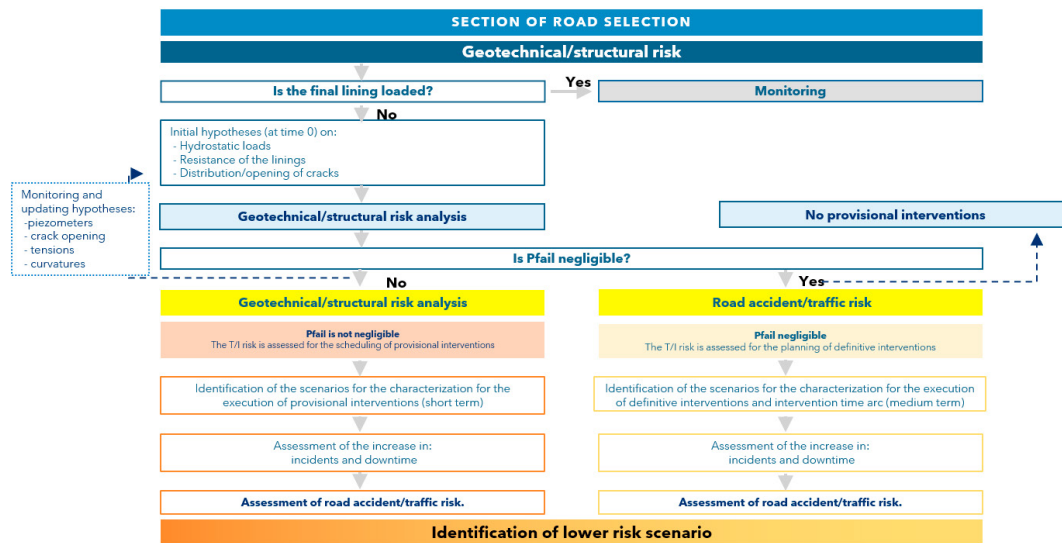 SECTION OF ROAD SELECTION
Geotechnical/structural risk
Is the final lining loaded?
Yes
Monitoring
No
Initial hypotheses (at time 0) on:
- Hydrostatic loads
- Resistance of the linings
- Distribution/opening of cracks
Monitoring and
updating hypotheses:
-piezometers
- crack opening
- tensions
- curvatures
Geotechnical/structural risk analysis
No provisional interventions
Is Pfail negligible?
No
Yes
Geotechnical/structural risk analysis
Road accident/traffic risk
Pfail is not negligible
The T/I risk is assessed for the scheduling of provisional interventions
Pfail negligible
The T/I risk is assessed for the planning of definitive interventions
Identification of the scenarios for the characterization for the
execution of provisional interventions (short term)
Identification of the scenarios for the characterization for the execution
of definitive interventions and intervention time arc (medium term)
Assessment of the increase in:
incidents and downtime
Assessment of the increase in:
incidents and downtime
Assessment of road accident/traffic risk.
Assessment of road accident/traffic risk.
Identification of lower risk scenario